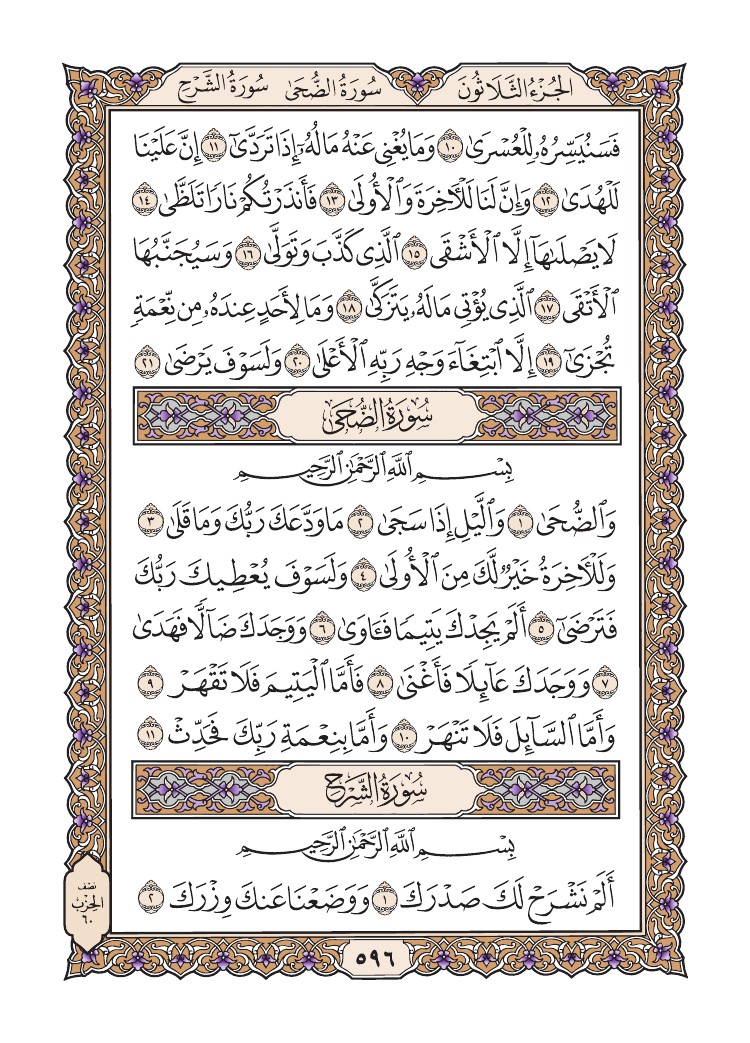 الجُزْءُ الثَّلَاثُونَ سُورَةُ الضُّحَىٰ سُورَةُ الشَّرْحِ
فَسَنُيَسِّرُهُۥ لِلْعُسْرَىٰ ١٠ وَمَا يُغْنِي عَنْهُ مَالُهُۥٓ إِذَا تَرَدَّىٰٓ ١١ إِنَّ عَلَيْنَا
لَلْهُدَىٰ ١٢ وَإِنَّ لَنَا لَلْـَٔاخِرَةَ وَٱلْأُولَىٰ ١٣ فَأَنذَرْتُكُمْ نَارًا تَلَظَّىٰ ١٤
لَا يَصْلَىٰهَآ إِلَّا ٱلْأَشْقَى ١٥ ٱلَّذِي كَذَّبَ وَتَوَلَّىٰ ١٦ وَسَيُجَنَّبُهَا
ٱلْأَتْقَى ١٧ ٱلَّذِي يُؤْتِي مَالَهُۥ يَتَزَكَّىٰ ١٨ وَمَا لِأَحَدٍ عِندَهُۥ مِن نِّعْمَةٍ
تُجْزَىٰٓ ١٩ إِلَّا ٱبْتِغَآءَ وَجْهِ رَبِّهِ ٱلْأَعْلَىٰ ٢٠ وَلَسَوْفَ يَرْضَىٰ ٢١
سُورَةُ الضُّحَىٰ
بِسْمِ ٱللَّهِ ٱلرَّحْمَٰنِ ٱلرَّحِيمِ
وَٱلضُّحَىٰ ١ وَٱلَّيْلِ إِذَا سَجَىٰ ٢ مَا وَدَّعَكَ رَبُّكَ وَمَا قَلَىٰ ٣
وَلَلْـَٔاخِرَةُ خَيْرٌ لَّكَ مِنَ ٱلْأُولَىٰ ٤ وَلَسَوْفَ يُعْطِيكَ رَبُّكَ
فَتَرْضَىٰٓ ٥ أَلَمْ يَجِدْكَ يَتِيمًا فَـَٔاوَىٰ ٦ وَوَجَدَكَ ضَآلًّا فَهَدَىٰ
٧ وَوَجَدَكَ عَآئِلًا فَأَغْنَىٰ ٨ فَأَمَّا ٱلْيَتِيمَ فَلَا تَقْهَرْ ٩
وَأَمَّا ٱلسَّآئِلَ فَلَا تَنْهَرْ ١٠ وَأَمَّا بِنِعْمَةِ رَبِّكَ فَحَدِّثْ ١١
سُورَةُ الشَّرْحِ
بِسْمِ ٱللَّهِ ٱلرَّحْمَٰنِ ٱلرَّحِيمِ
أَلَمْ نَشْرَحْ لَكَ صَدْرَكَ ١ وَوَضَعْنَا عَنكَ وِزْرَكَ ٢
نصف
الحزب
٦٠
٥٩٦